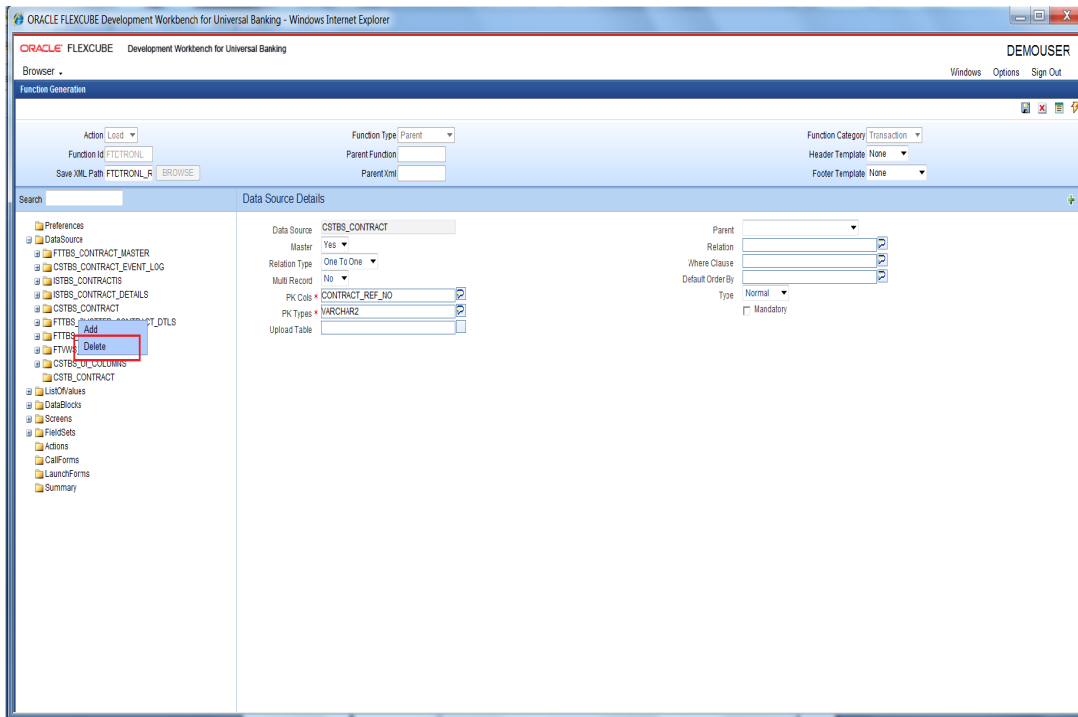 ORACLE FLEXCUBE Development Workbench for Universal Banking - Windows Internet Explorer
ORACLE FLEXCUBE Development Workbench for Universal Banking
DEMOUSER
Browser
Windows Options Sign Out
Function Generation
Action Load Function Type Parent Function Category Transaction
Function Id FTCTRONL Parent Function Header Template None
Save XML Path FTCTRONL_R BROWSE Parent Xml Footer Template None
Search
Data Source Details
Preferences
DataSource
FTTBS_CONTRACT_MASTER
CSTBS_CONTRACT_EVENT_LOG
ISTBS_CONTRACTIS
ISTBS_CONTRACT_DETAILS
CSTBS_CONTRACT
FTTBS_ CT_DTLS
FTTBS_
FTVWS
CSTBS_UI_COLUMNS
CSTB_CONTRACT
ListOfValues
DataBlocks
Screens
FieldSets
Actions
CallForms
LaunchForms
Summary
Add
Delete
Data Source CSTBS_CONTRACT Parent
Master Yes Relation
Relation Type One To One Where Clause
Multi Record No Default Order By
PK Cols * CONTRACT_REF_NO Type Normal
PK Types * VARCHAR2 Mandatory
Upload Table